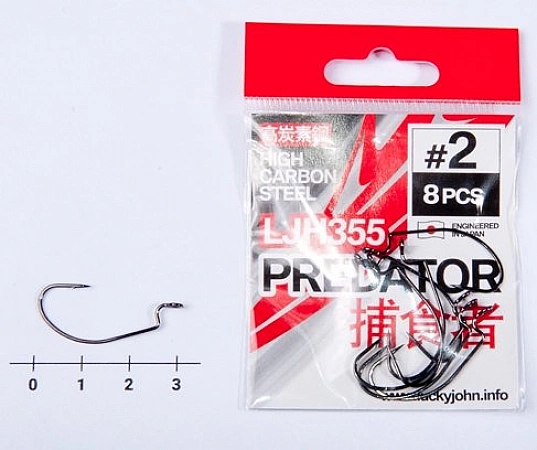 高炭素鋼
HIGH
CARBON
STEEL
#2
8 PCS
LJH355
ENGINEERED
IN JAPAN
PREDATOR
捕食者
www.luckyjohn.info
0 1 2 3